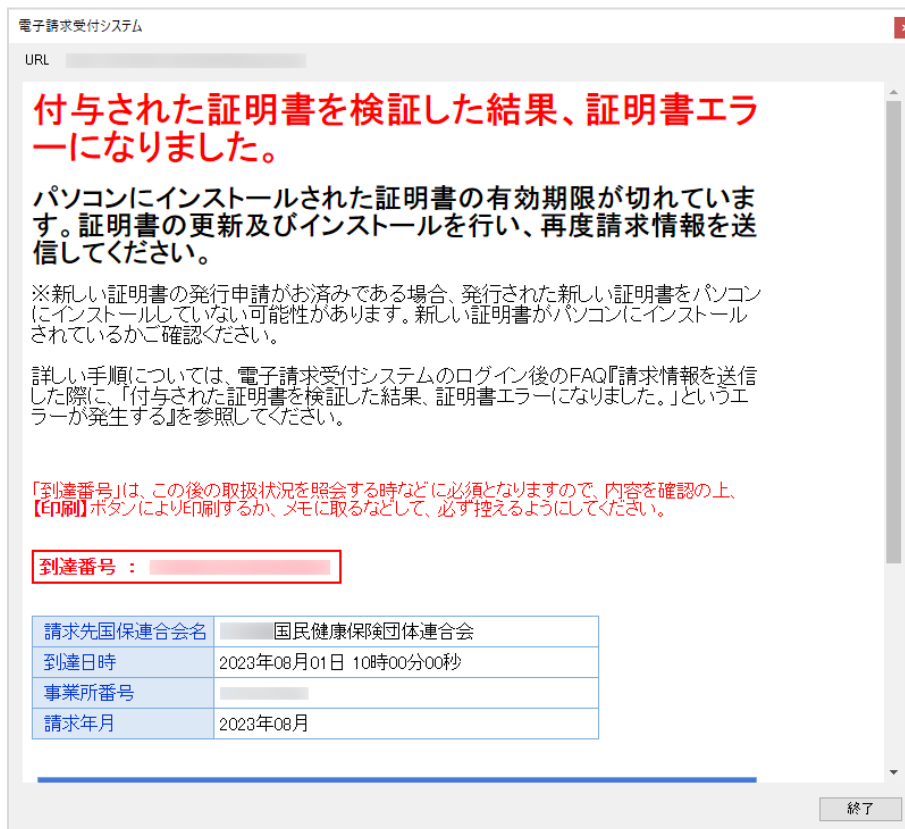 電子請求受付システム
URL
付与された証明書を検証した結果、証明書エラ
ーになりました。
パソコンにインストールされた証明書の有効期限が切れていま
す。証明書の更新及びインストールを行い、再度請求情報を送
信してください。
※新しい証明書の発行申請がお済みである場合、発行された新しい証明書をパソコン
にインストールしていない可能性があります。新しい証明書がパソコンにインストール
されているかご確認ください。
詳しい手順については、電子請求受付システムのログイン後のFAQ『請求情報を送信
した際に、「付与された証明書を検証した結果、証明書エラーになりました。」というエ
ラーが発生する』を参照してください。
「到達番号」は、この後の取扱状況を照会する時などに必須となりますので、内容を確認の上、
【印刷】ボタンにより印刷するか、メモに取るなどして、必ず控えるようにしてください。
到達番号 :
請求先国保連合会名 国民健康保険団体連合会
到達日時 2023年08月01日 10時00分00秒
事業所番号
請求年月 2023年08月
終了